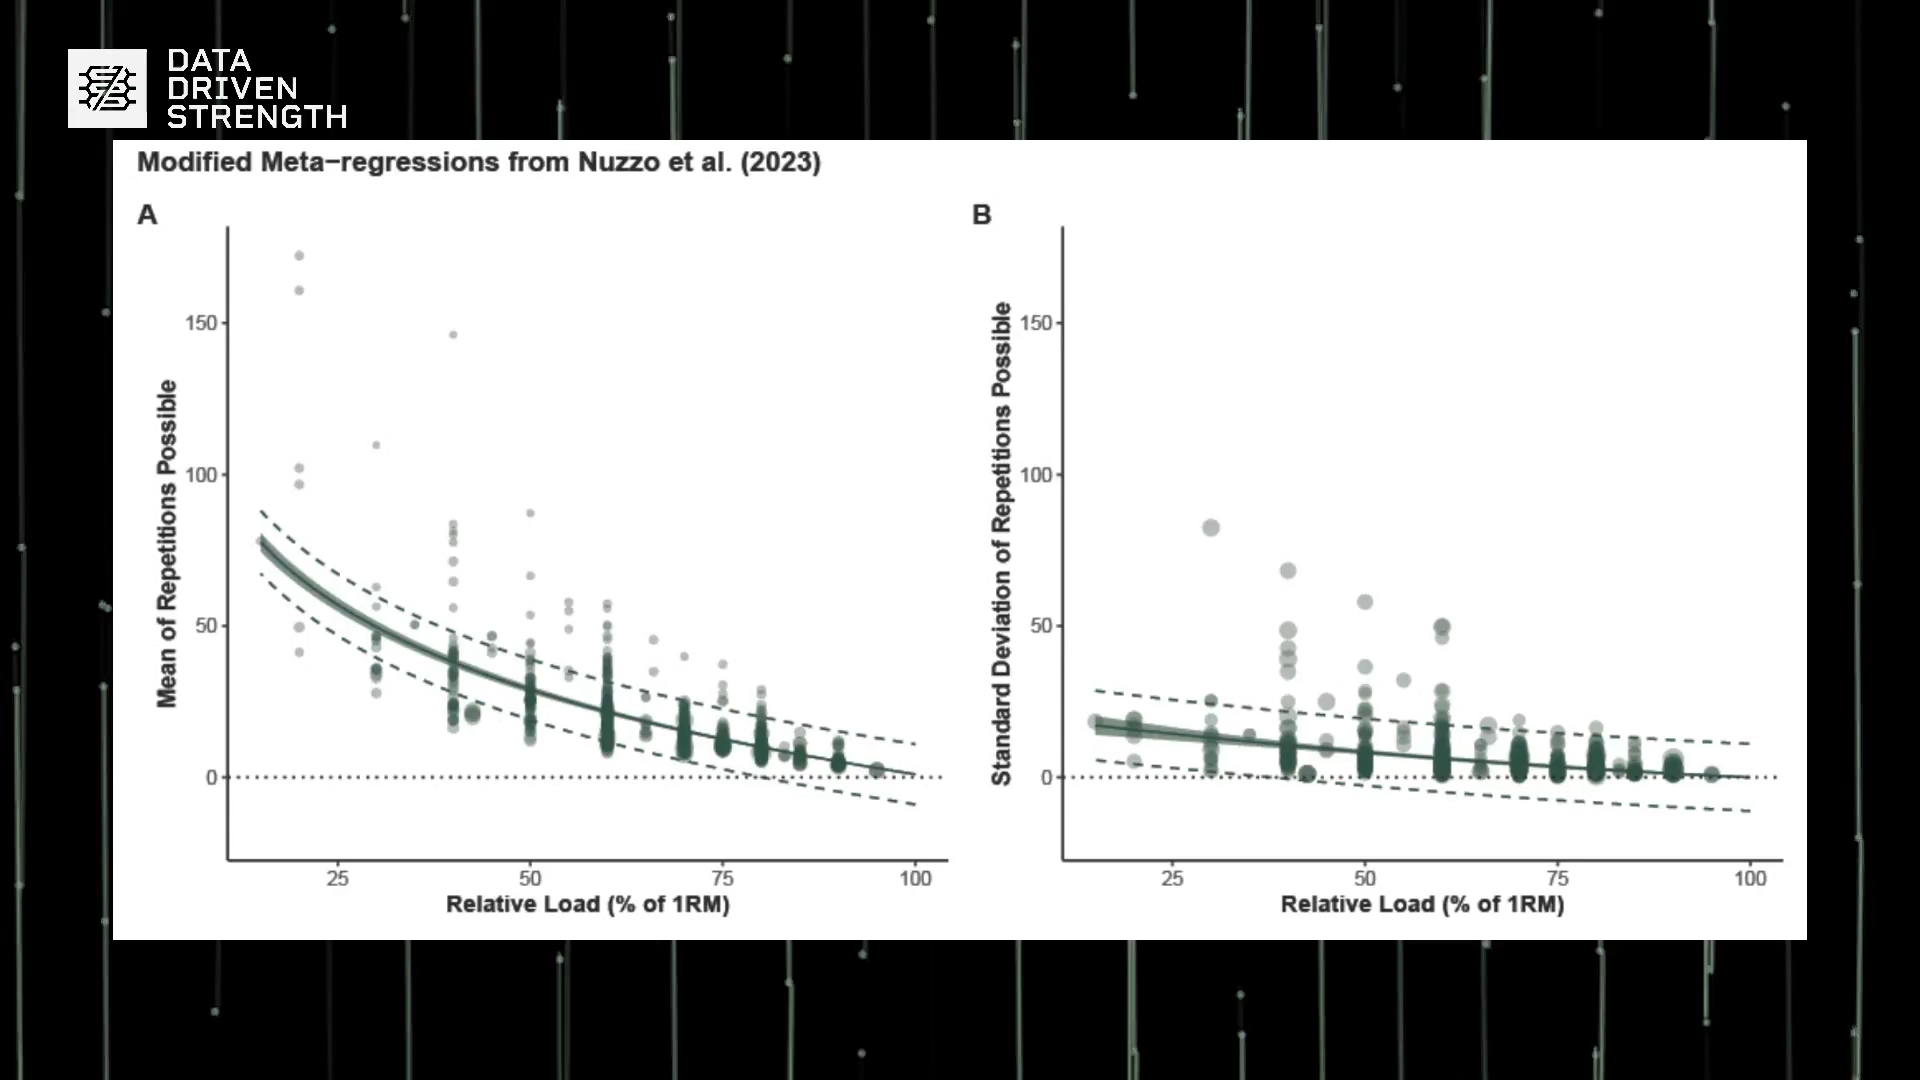 DATA
DRIVEN
STRENGTH
Modified Meta-regressions from Nuzzo et al. (2023)
A
Mean of Repetitions Possible
150
100
50
0
25 50 75 100
Relative Load (% of 1RM)
B
Standard Deviation of Repetitions Possible
150
100
50
0
25 50 75 100
Relative Load (% of 1RM)